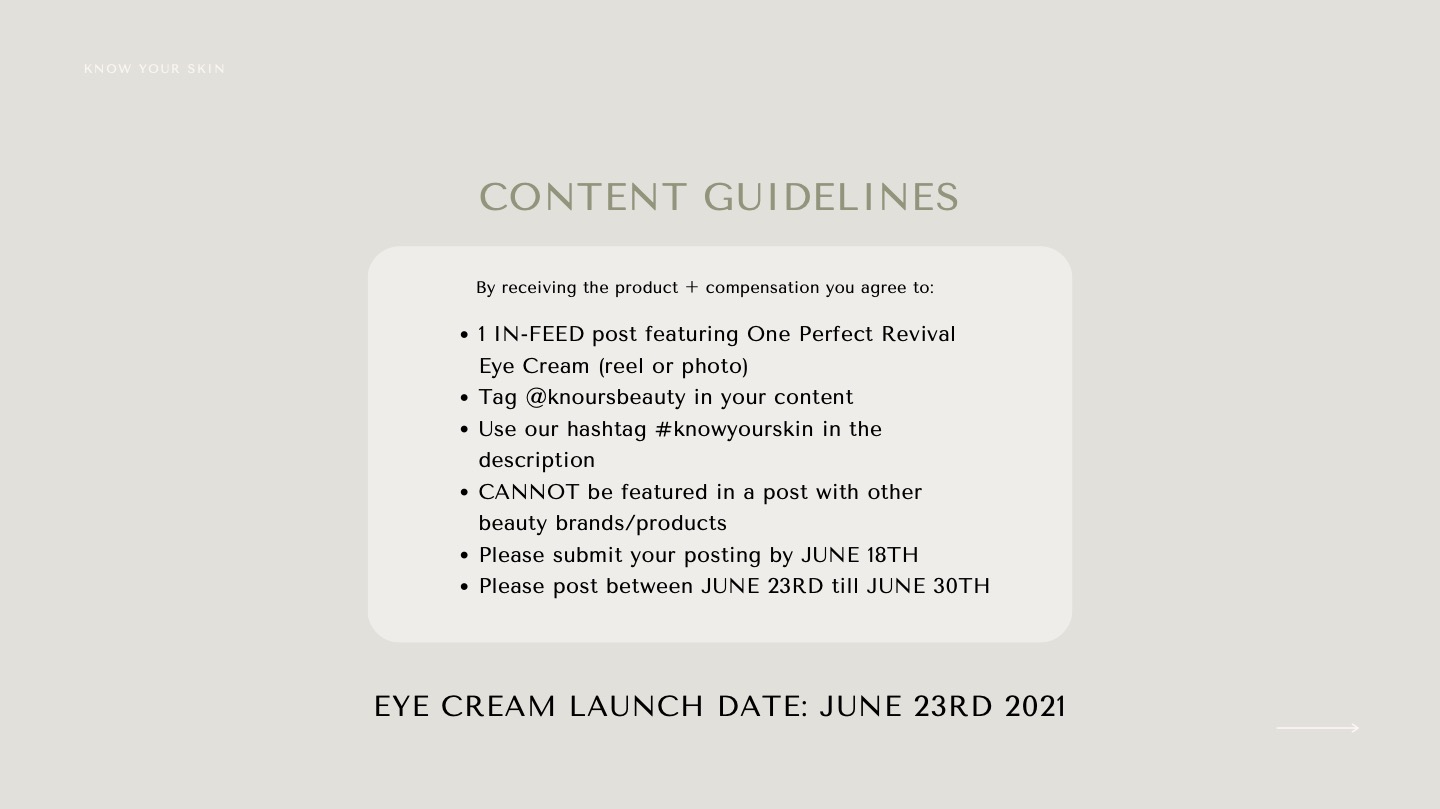 KNOW YOUR SKIN
CONTENT GUIDELINES
By receiving the product + compensation you agree to:
• 1 IN-FEED post featuring One Perfect Revival
Eye Cream (reel or photo)
• Tag @knoursbeauty in your content
• Use our hashtag #knowyourskin in the
description
• CANNOT be featured in a post with other
beauty brands/products
• Please submit your posting by JUNE 18TH
• Please post between JUNE 23RD till JUNE 30TH
EYE CREAM LAUNCH DATE: JUNE 23RD 2021